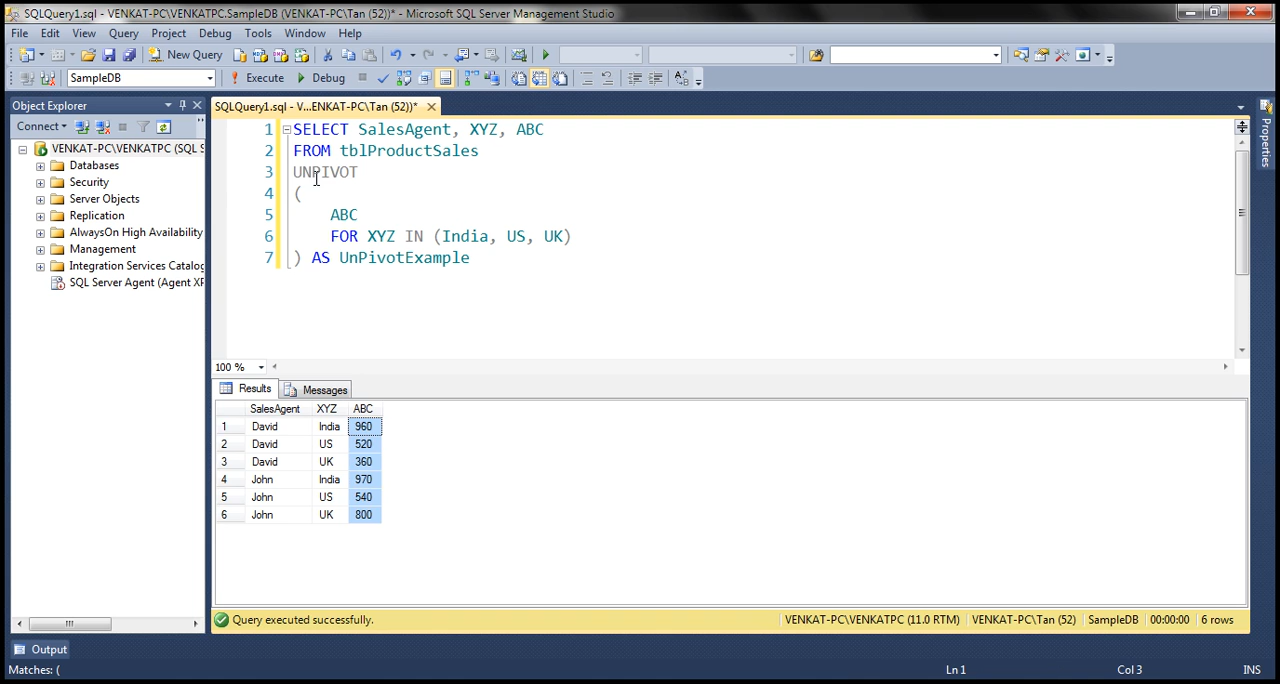 SQLQuery1.sql - VENKAT-PC\VENKATPC.SampleDB (VENKAT-PC\Tan (52))* - Microsoft SQL Server Management Studio
File Edit View Query Project Debug Tools Window Help
New Query
SampleDB Execute Debug
Object Explorer
SQLQuery1.sql - V...ENKAT-PC\Tan (52))*
Connect
VENKAT-PC\VENKATPC (SQL S
Databases
Security
Server Objects
Replication
AlwaysOn High Availability
Management
Integration Services Catalog
SQL Server Agent (Agent XP
1 SELECT SalesAgent, XYZ, ABC
2 FROM tblProductSales
3 UNPIVOT
4 (
5 ABC
6 FOR XYZ IN (India, US, UK)
7 ) AS UnPivotExample
Properties
100 %
Results Messages
SalesAgent XYZ ABC
1 David India 960
2 David US 520
3 David UK 360
4 John India 970
5 John US 540
6 John UK 800
Query executed successfully. VENKAT-PC\VENKATPC (11.0 RTM) VENKAT-PC\Tan (52) SampleDB 00:00:00 6 rows
Output
Matches: ( Ln 1 Col 3 INS